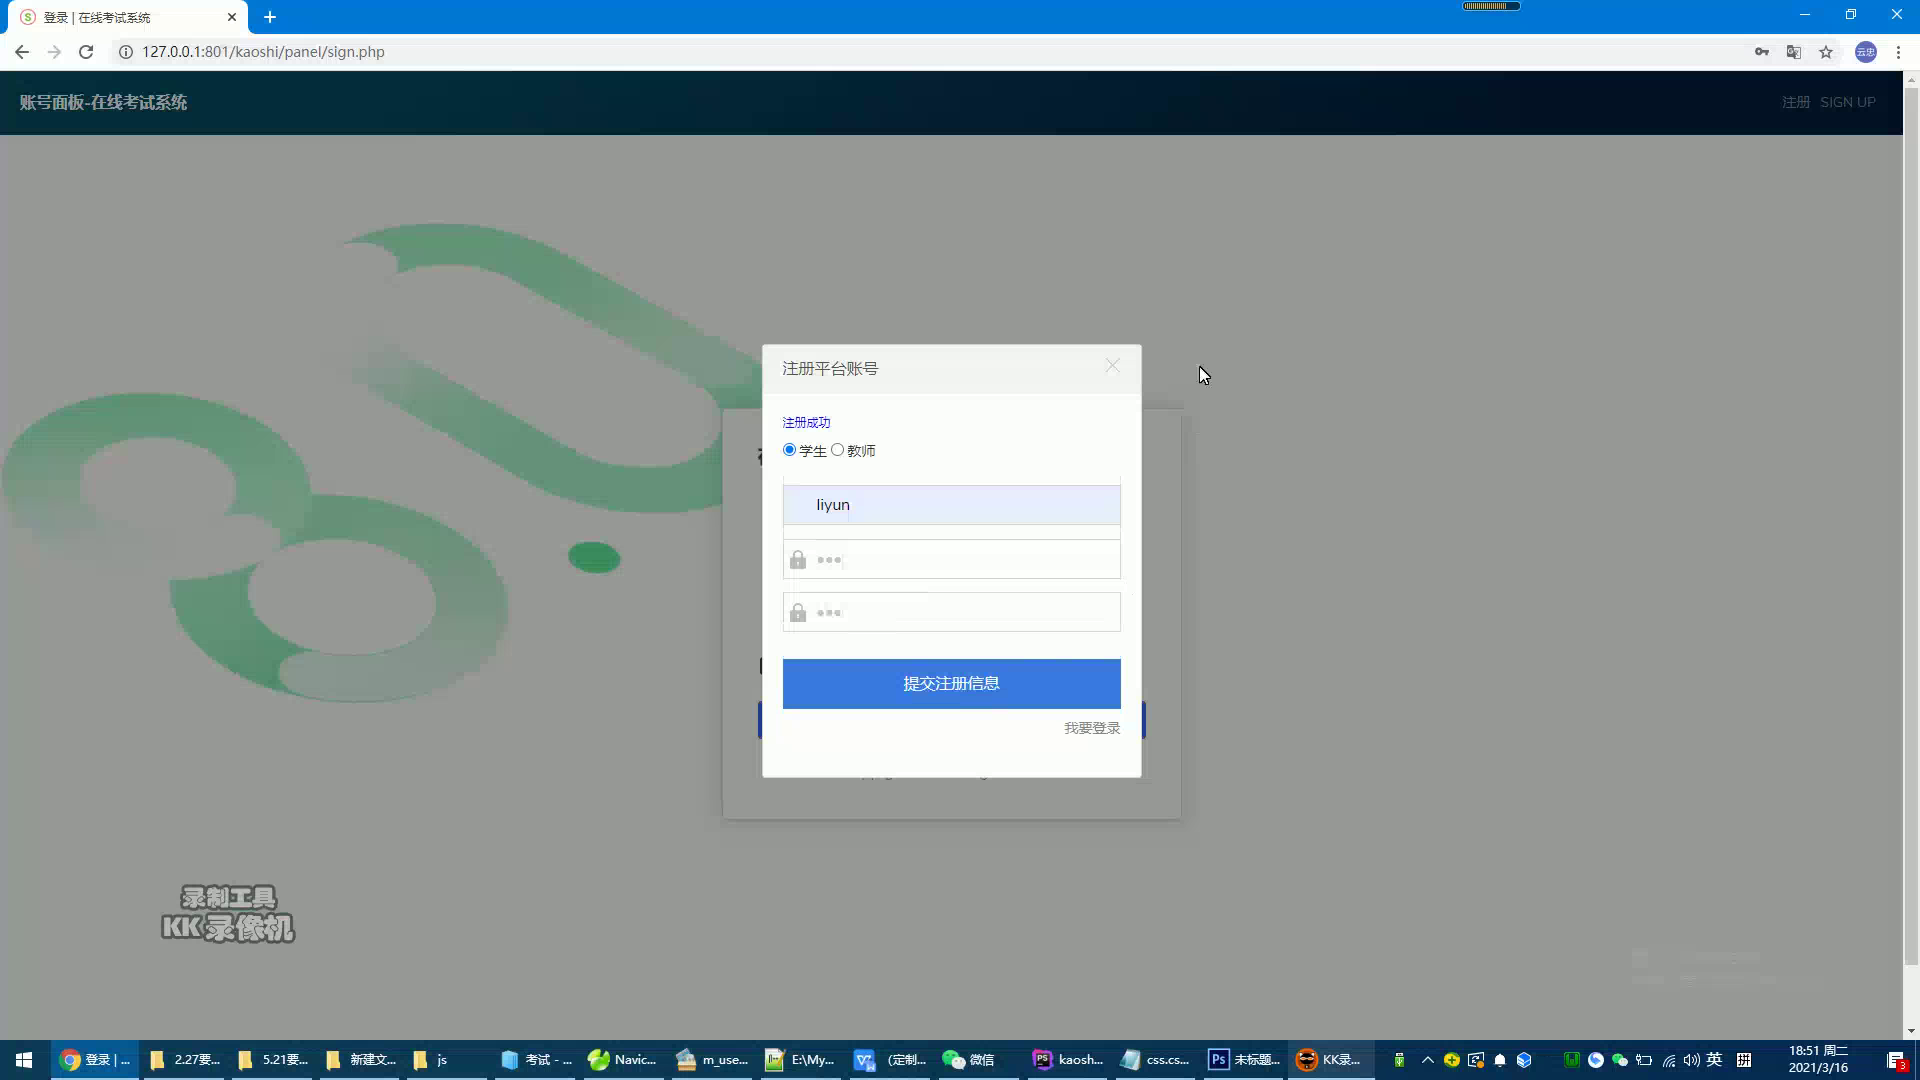 登录 | 在线考试系统
127.0.0.1:801/kaoshi/panel/sign.php
云忠
账号面板-在线考试系统
注册 SIGN UP
注册平台账号
注册成功
学生 教师
liyun
提交注册信息
我要登录
录制工具
KK 录像机
登录 | ...
2.27要...
5.21要...
新建文...
js
考试 - ...
Navic...
m_use...
E:\My...
(定制...
微信
kaosh...
css.cs...
未标题...
KK录...
英
18:51 周二
2021/3/16
3